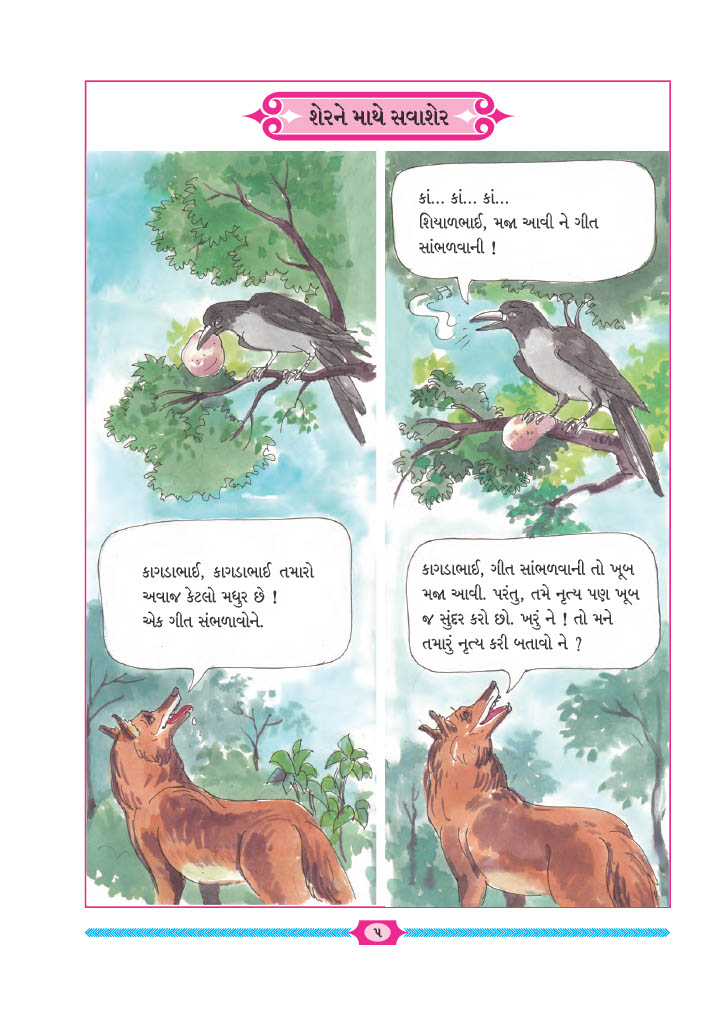 શેરને માથે સવાશેર
કાગડાભાઈ, કાગડાભાઈ તમારો
અવાજ કેટલો મધુર છે !
એક ગીત સંભળાવોને.
કાં... કાં... કાં...
શિયાળભાઈ, મજા આવી ને ગીત
સાંભળવાની !
કાગડાભાઈ, ગીત સાંભળવાની તો ખૂબ
મજા આવી. પરંતુ, તમે નૃત્ય પણ ખૂબ
જ સુંદર કરો છો. ખરું ને ! તો મને
તમારું નૃત્ય કરી બતાવો ને ?
૫